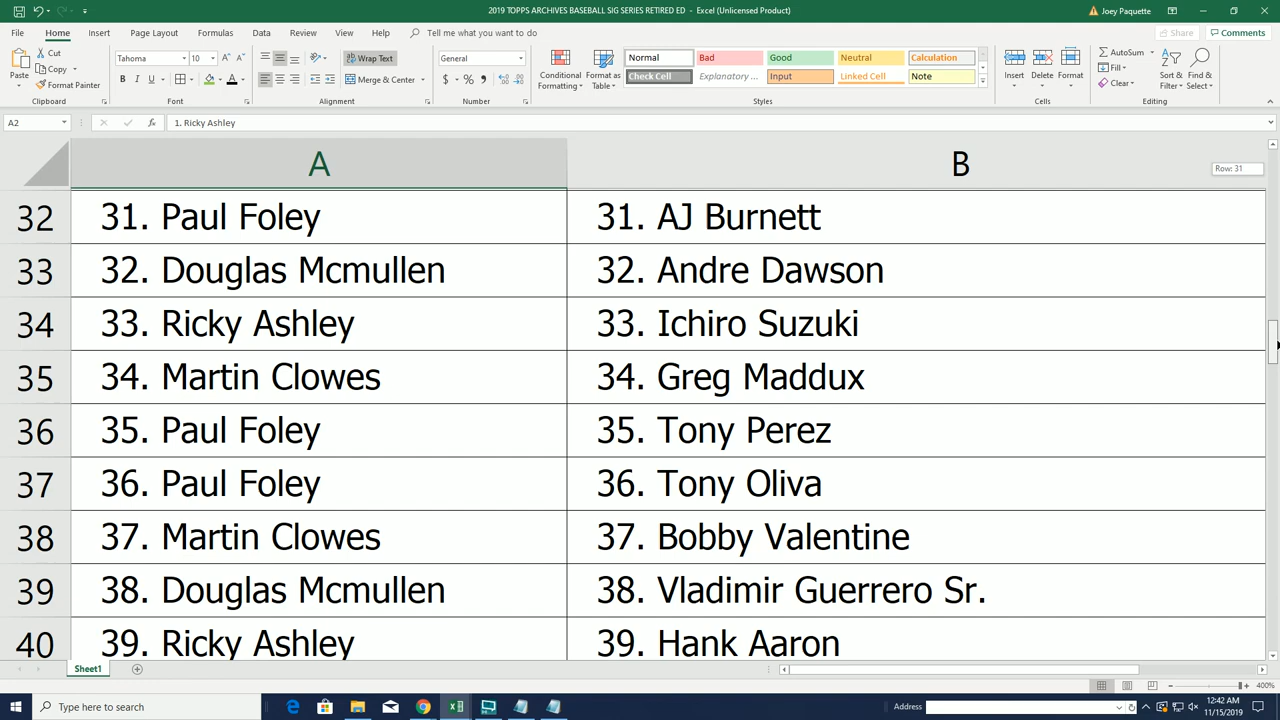 2019 TOPPS ARCHIVES BASEBALL SIG SERIES RETIRED ED - Excel (Unlicensed Product)
Joey Paquette
File Home Insert Page Layout Formulas Data Review View Help Tell me what you want to do
Share Comments
Paste
Cut
Copy
Format Painter
Clipboard
Tahoma 10
B I U
Font
Wrap Text
Merge & Center
Alignment
General
$ % ,
Number
Conditional Formatting
Format as Table
Normal Bad Good Neutral Calculation
Check Cell Explanatory ... Input Linked Cell Note
Styles
Insert Delete Format
Cells
AutoSum
Fill
Clear
Sort & Filter
Find & Select
Editing
A2
fx
1. Ricky Ashley
A B
Row: 31
32 31. Paul Foley 31. AJ Burnett
33 32. Douglas Mcmullen 32. Andre Dawson
34 33. Ricky Ashley 33. Ichiro Suzuki
35 34. Martin Clowes 34. Greg Maddux
36 35. Paul Foley 35. Tony Perez
37 36. Paul Foley 36. Tony Oliva
38 37. Martin Clowes 37. Bobby Valentine
39 38. Douglas Mcmullen 38. Vladimir Guerrero Sr.
40 39. Ricky Ashley 39. Hank Aaron
Sheet1
400%
Type here to search
Address
12:42 AM
11/15/2019